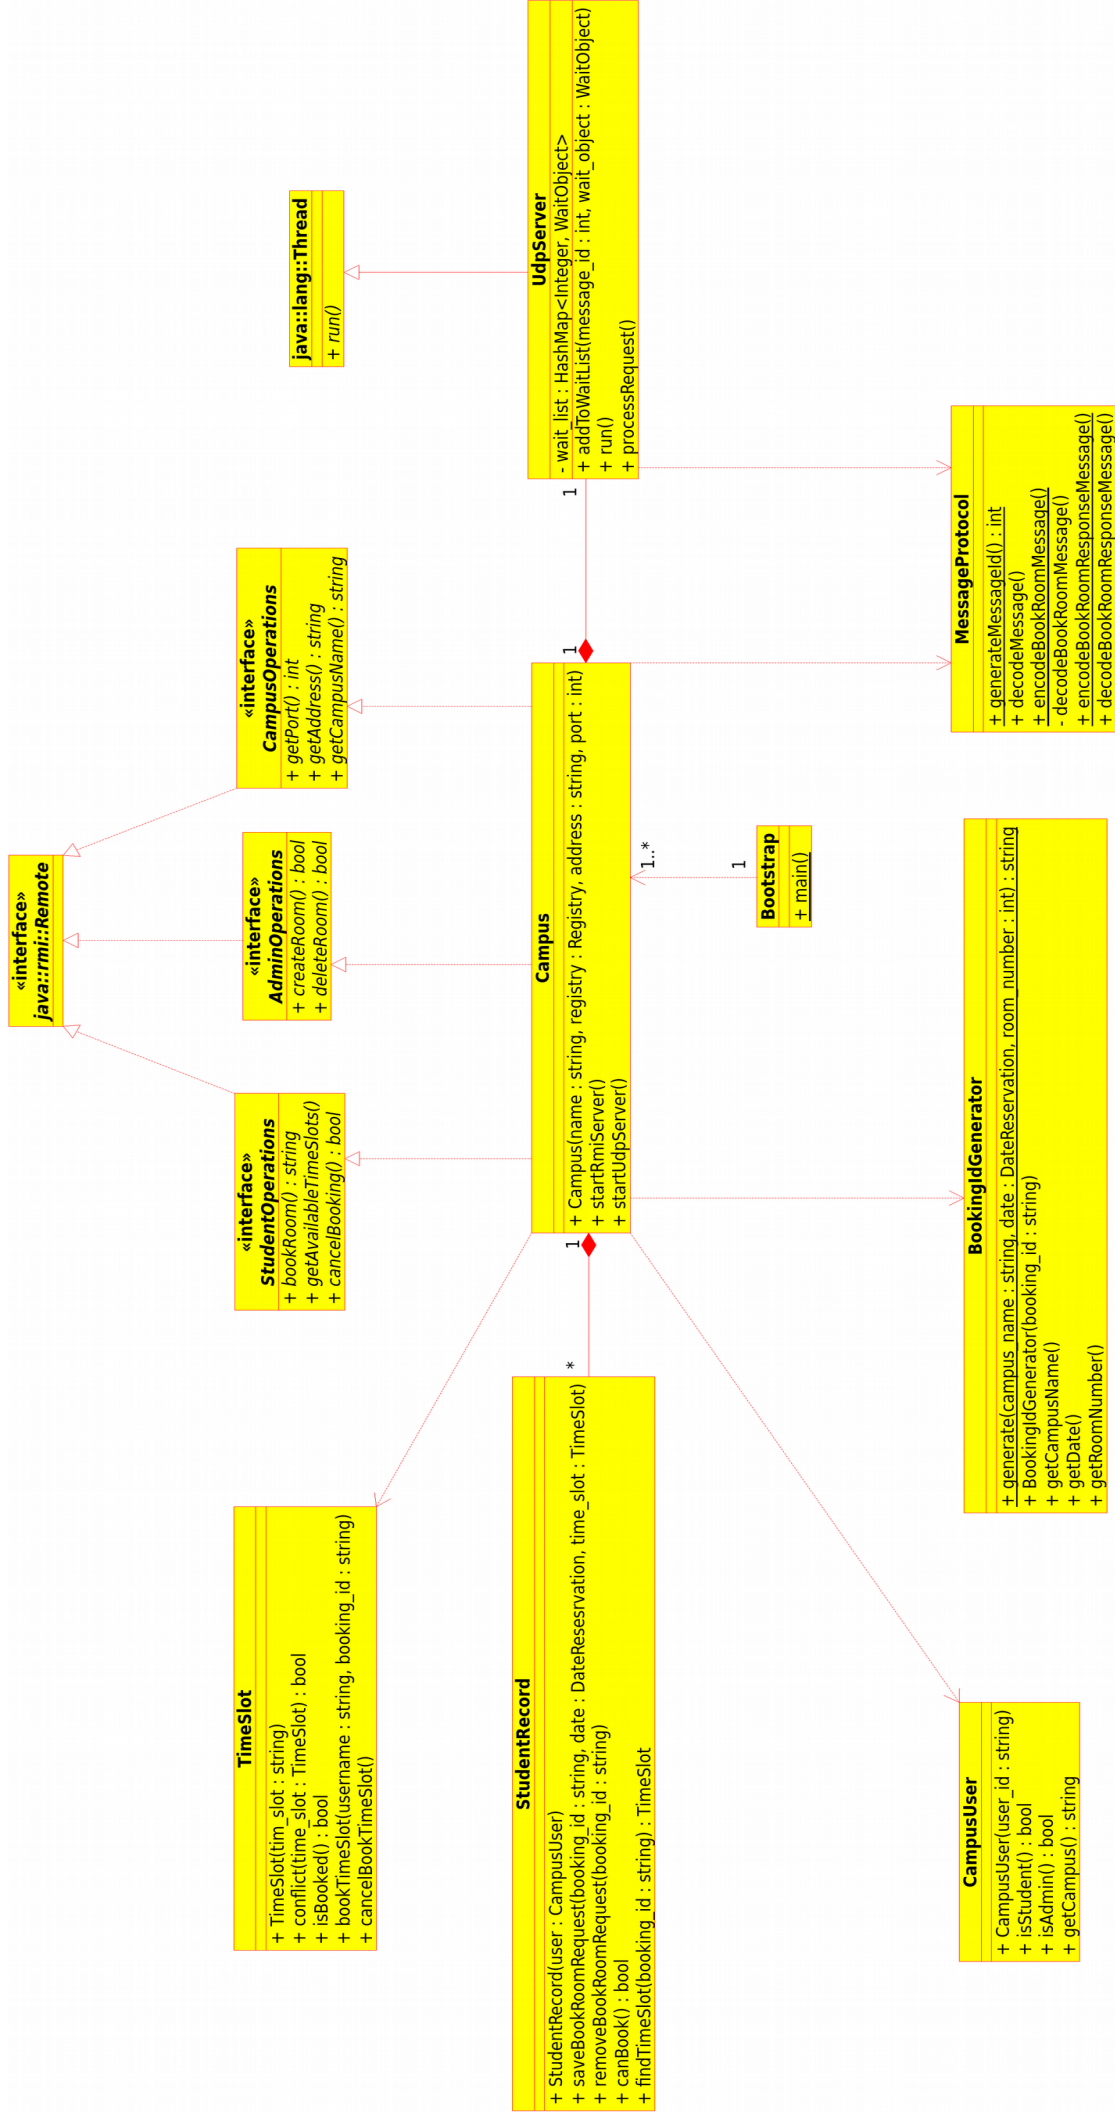 «interface»
java::rmi::Remote
TimeSlot
+ TimeSlot(tim_slot : string)
+ conflict(time_slot : TimeSlot) : bool
+ isBooked() : bool
+ bookTimeSlot(username : string, booking_id : string)
+ cancelBookTimeSlot()
«interface»
StudentOperations
+ bookRoom() : string
+ getAvailableTimeSlots()
+ cancelBooking() : bool
«interface»
AdminOperations
+ createRoom() : bool
+ deleteRoom() : bool
«interface»
CampusOperations
+ getPort() : int
+ getAddress() : string
+ getCampusName() : string
java::lang::Thread
+ run()
StudentRecord
+ StudentRecord(user : CampusUser)
+ saveBookRoomRequest(booking_id : string, date : DateResesrvation, time_slot : TimeSlot)
+ removeBookRoomRequest(booking_id : string)
+ canBook() : bool
+ findTimeSlot(booking_id : string) : TimeSlot
*
1
Campus
+ Campus(name : string, registry : Registry, address : string, port : int)
+ startRmiServer()
+ startUdpServer()
1
1
UdpServer
- wait_list : HashMap<Integer, WaitObject>
+ addToWaitList(message_id : int, wait_object : WaitObject)
+ run()
+ processRequest()
1..*
1
Bootstrap
+ main()
CampusUser
+ CampusUser(user_id : string)
+ isStudent() : bool
+ isAdmin() : bool
+ getCampus() : string
BookingIdGenerator
+ generate(campus_name : string, date : DateReservation, room_number : int) : string
+ BookingIdGenerator(booking_id : string)
+ getCampusName()
+ getDate()
+ getRoomNumber()
MessageProtocol
+ generateMessageId() : int
+ decodeMessage()
+ encodeBookRoomMessage()
- decodeBookRoomMessage()
+ encodeBookRoomResponseMessage()
+ decodeBookRoomResponseMessage()